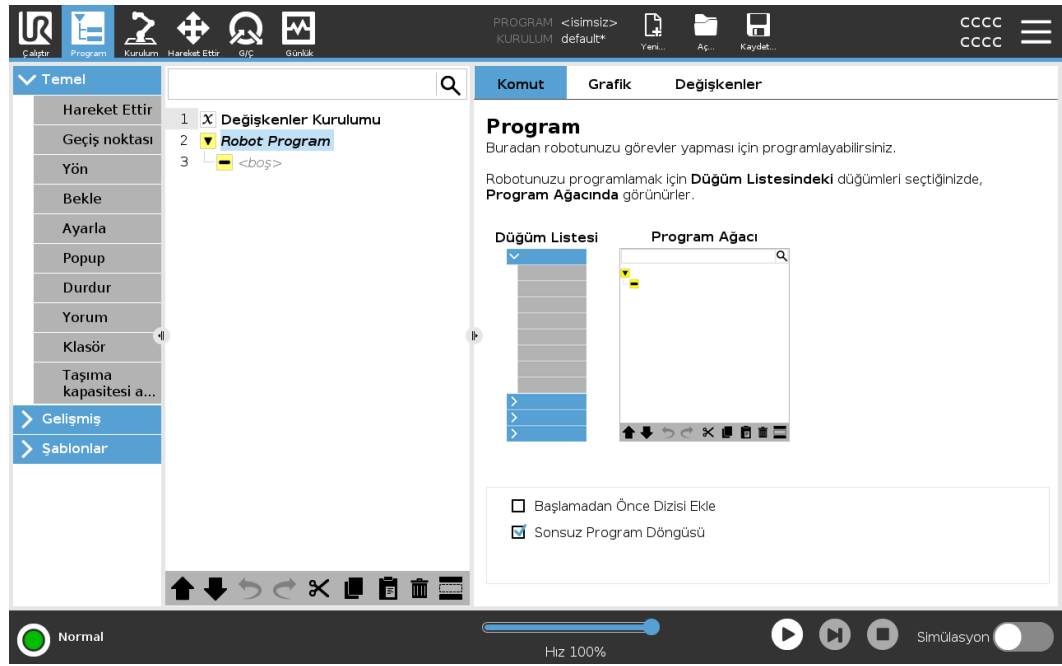 PROGRAM <isimsiz>
KURULUM default*
cccc
cccc
Çalıştır
Program
Kurulum
Hareket Ettir
G/Ç
Günlük
Yeni...
Aç...
Kaydet...
Temel
Hareket Ettir
Geçiş noktası
Yön
Bekle
Ayarla
Popup
Durdur
Yorum
Klasör
Taşıma
kapasitesi a...
Gelişmiş
Şablonlar
1 X Değişkenler Kurulumu
2 Robot Program
3 <boş>
Komut Grafik Değişkenler
Program
Buradan robotunuzu görevler yapması için programlayabilirsiniz.
Robotunuzu programlamak için Düğüm Listesindeki düğümleri seçtiğinizde,
Program Ağacında görünürler.
Düğüm Listesi Program Ağacı
Başlamadan Önce Dizisi Ekle
Sonsuz Program Döngüsü
Normal
Hız 100%
Simülasyon